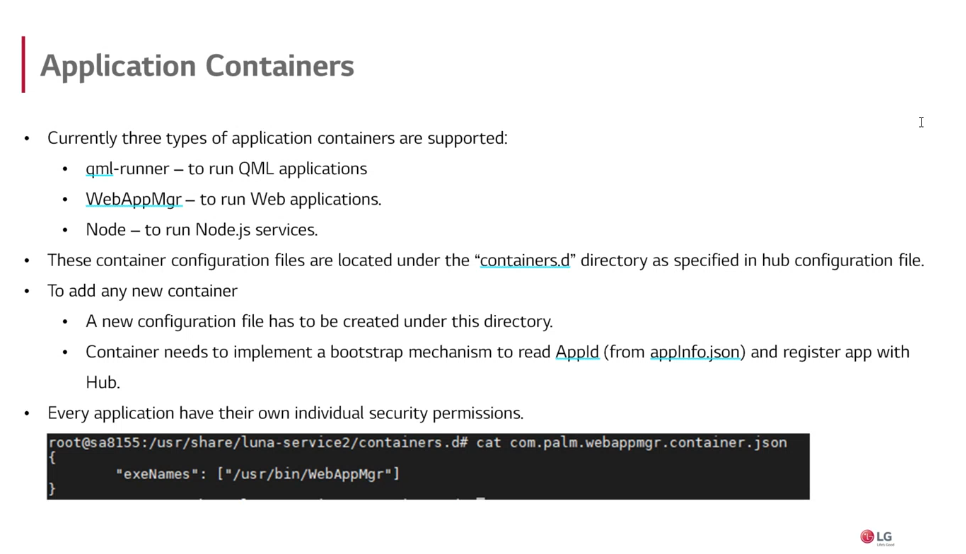 Application Containers
• Currently three types of application containers are supported:
• qml-runner – to run QML applications
• WebAppMgr – to run Web applications.
• Node – to run Node.js services.
• These container configuration files are located under the “containers.d” directory as specified in hub configuration file.
• To add any new container
• A new configuration file has to be created under this directory.
• Container needs to implement a bootstrap mechanism to read AppId (from appInfo.json) and register app with
Hub.
• Every application have their own individual security permissions.
root@sa8155:/usr/share/luna-service2/containers.d# cat com.palm.webappmgr.container.json
{
"exeNames": ["/usr/bin/WebAppMgr"]
}
LG